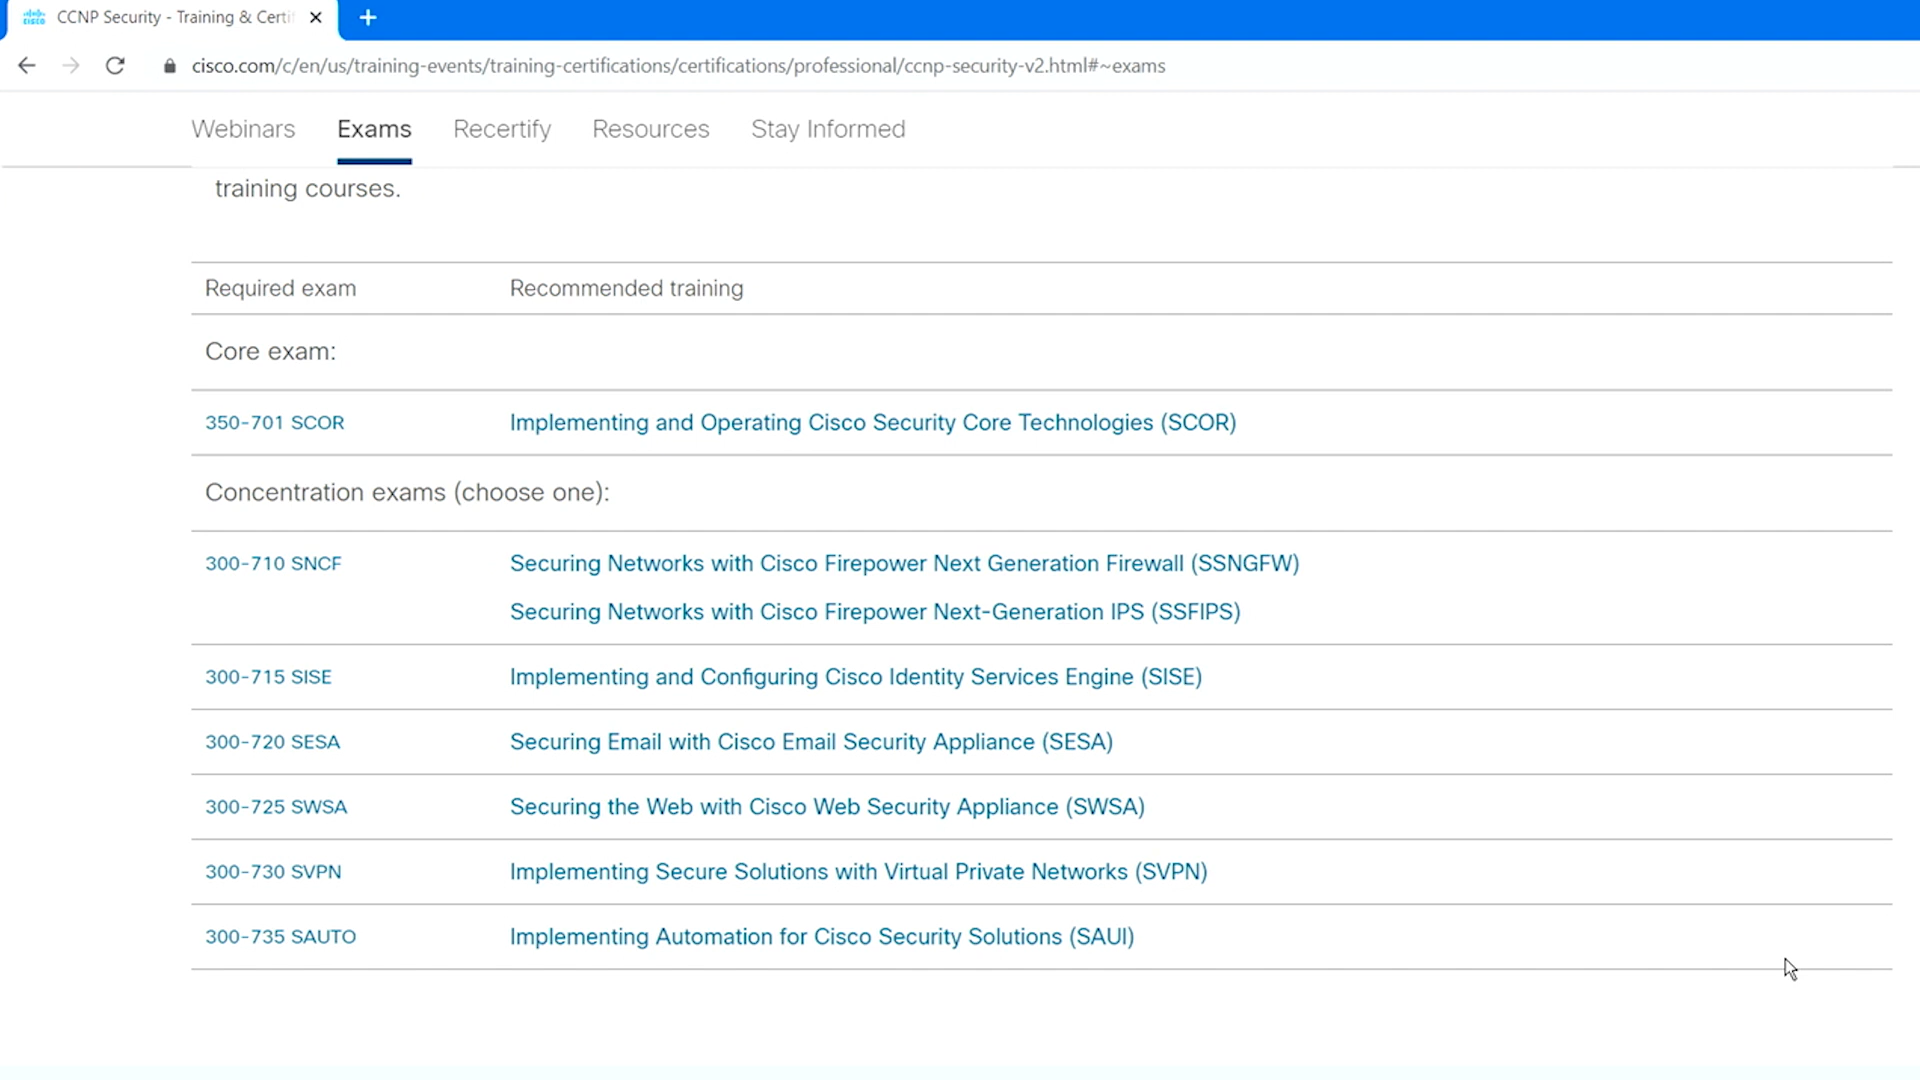 CCNP Security - Training & Certi
cisco.com/c/en/us/training-events/training-certifications/certifications/professional/ccnp-security-v2.html#~exams
Webinars Exams Recertify Resources Stay Informed
training courses.
Required exam Recommended training
Core exam:
350-701 SCOR Implementing and Operating Cisco Security Core Technologies (SCOR)
Concentration exams (choose one):
300-710 SNCF Securing Networks with Cisco Firepower Next Generation Firewall (SSNGFW)
Securing Networks with Cisco Firepower Next-Generation IPS (SSFIPS)
300-715 SISE Implementing and Configuring Cisco Identity Services Engine (SISE)
300-720 SESA Securing Email with Cisco Email Security Appliance (SESA)
300-725 SWSA Securing the Web with Cisco Web Security Appliance (SWSA)
300-730 SVPN Implementing Secure Solutions with Virtual Private Networks (SVPN)
300-735 SAUTO Implementing Automation for Cisco Security Solutions (SAUI)